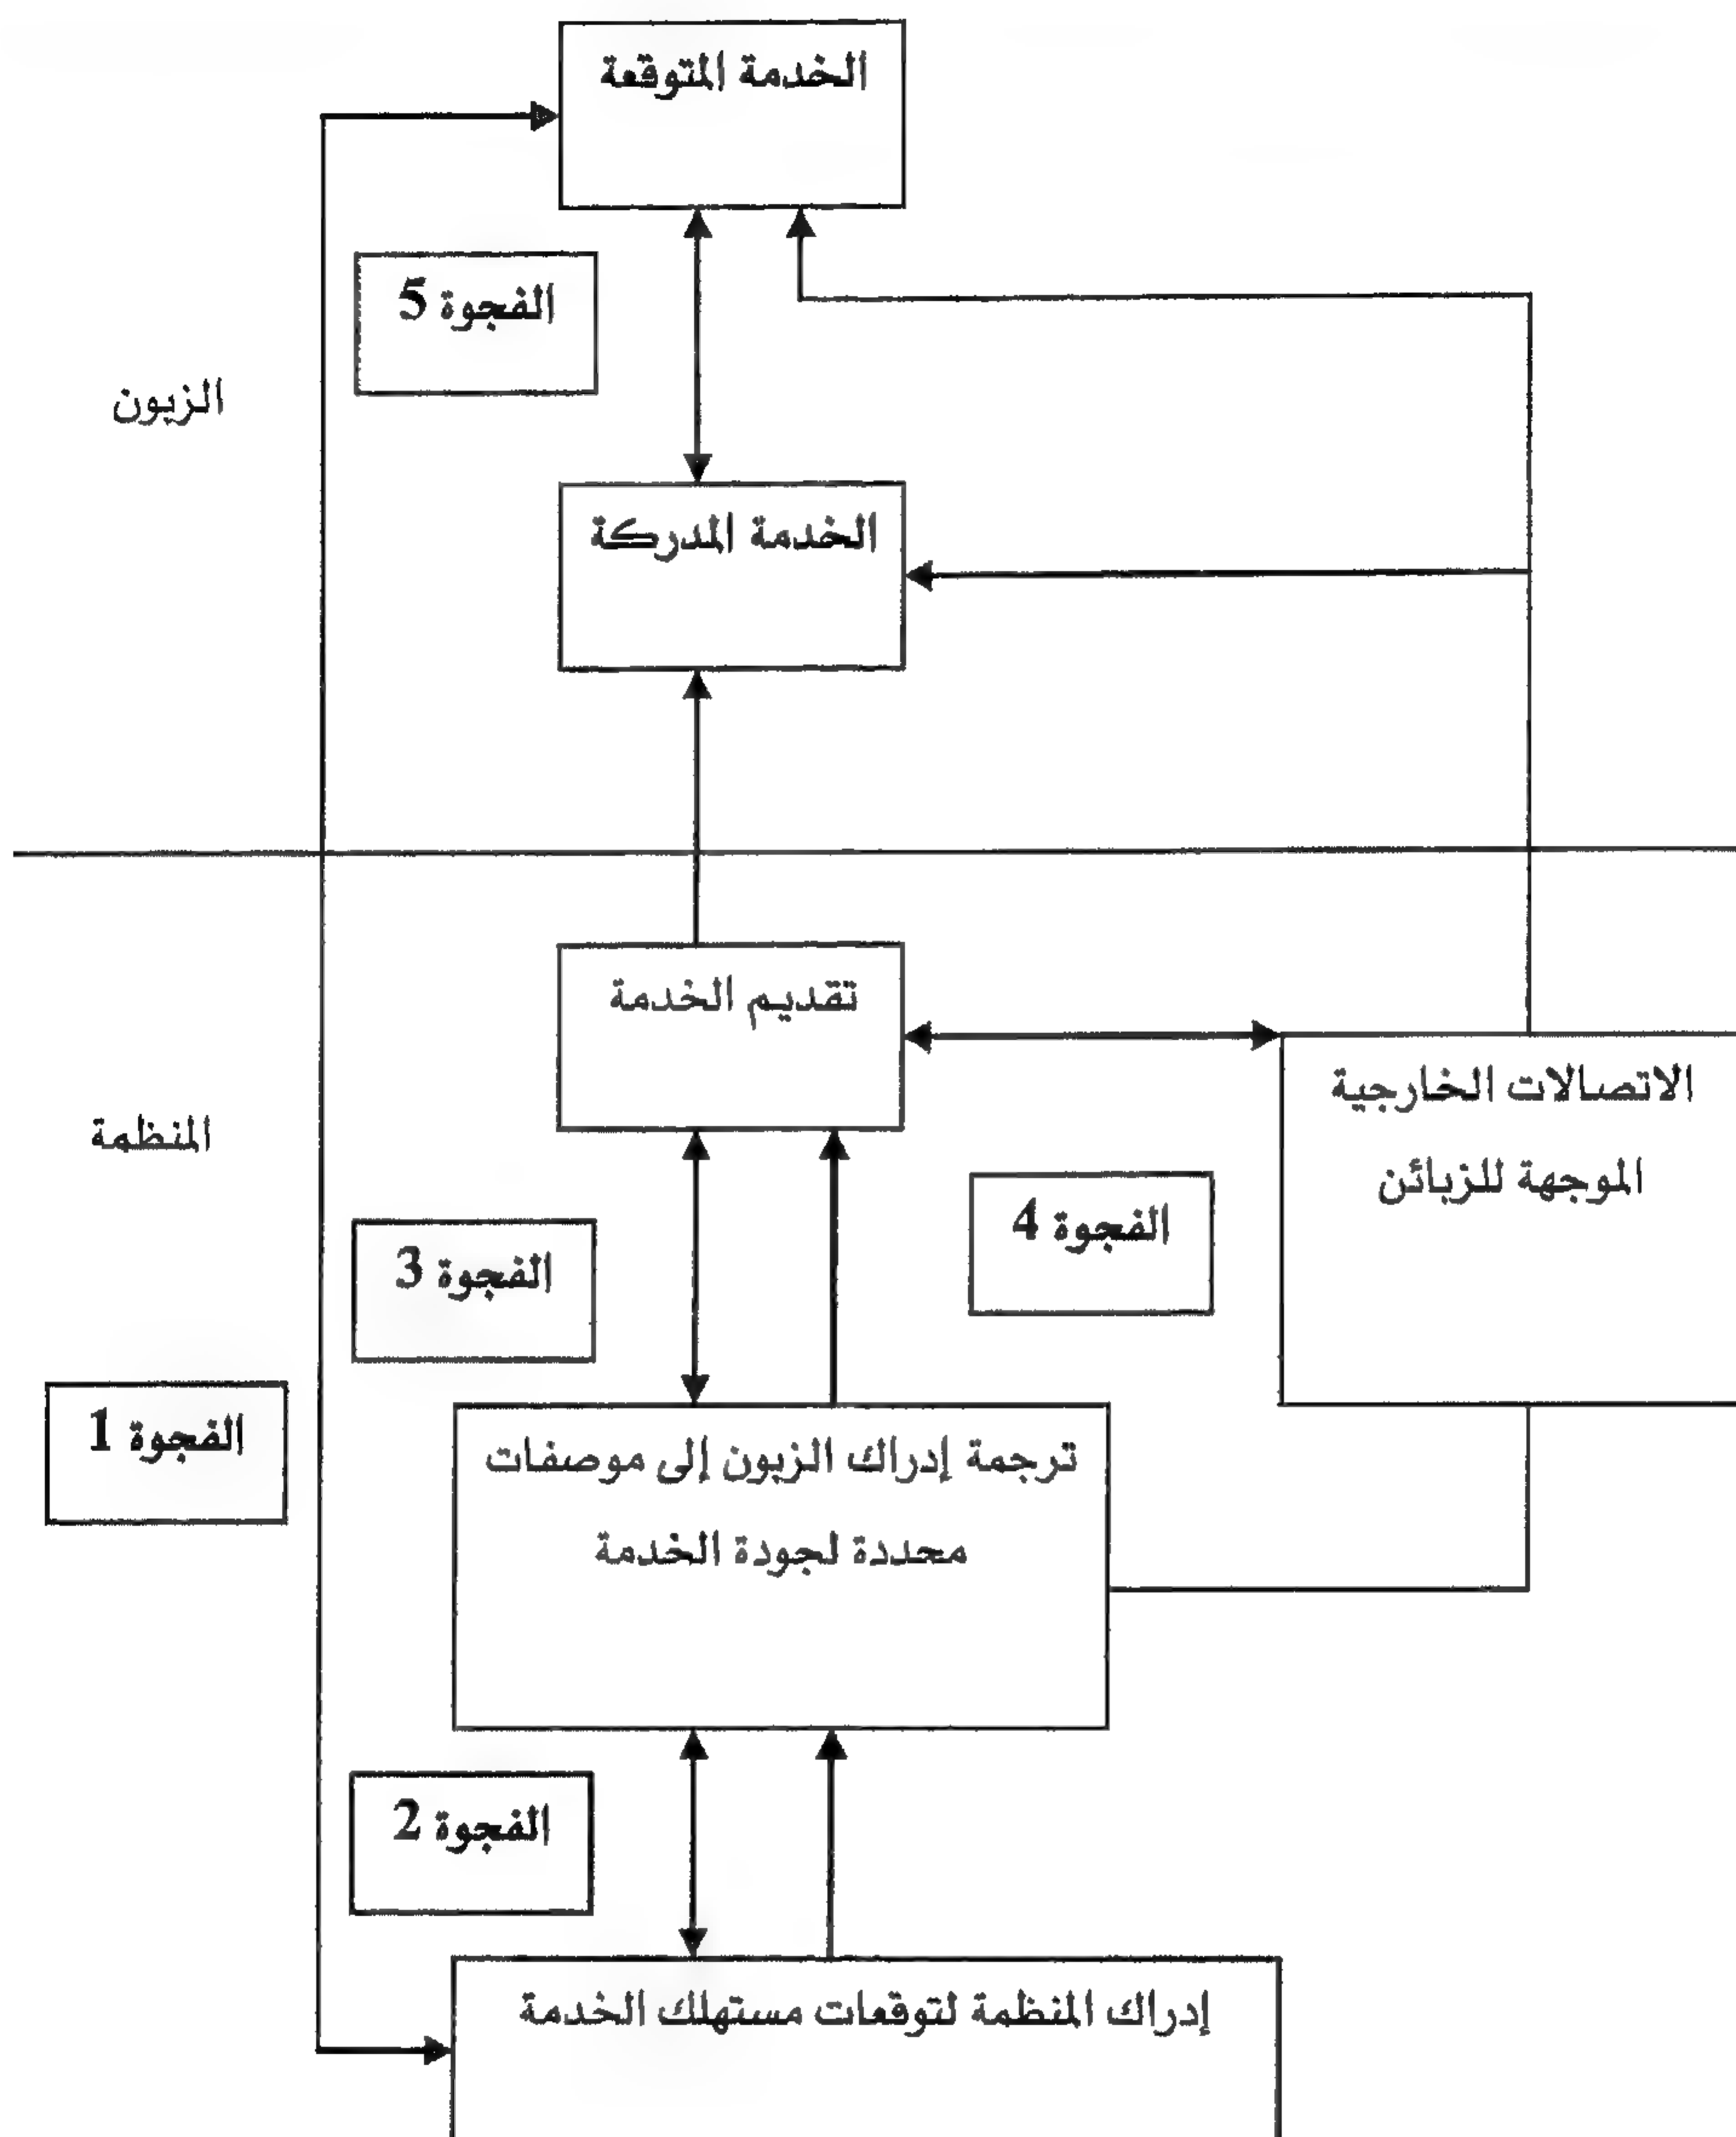 الخدمة المتوقعة
الفجوة 5
الزبون
الخدمة المدركة
تقديم الخدمة
الاتصالات الخارجية
الموجهة للزبائن
المنظمة
الفجوة 4
الفجوة 3
الفجوة 1
ترجمة إدراك الزبون إلى موصفات
محددة لجودة الخدمة
الفجوة 2
إدراك المنظمة لتوقعات مستهلك الخدمة